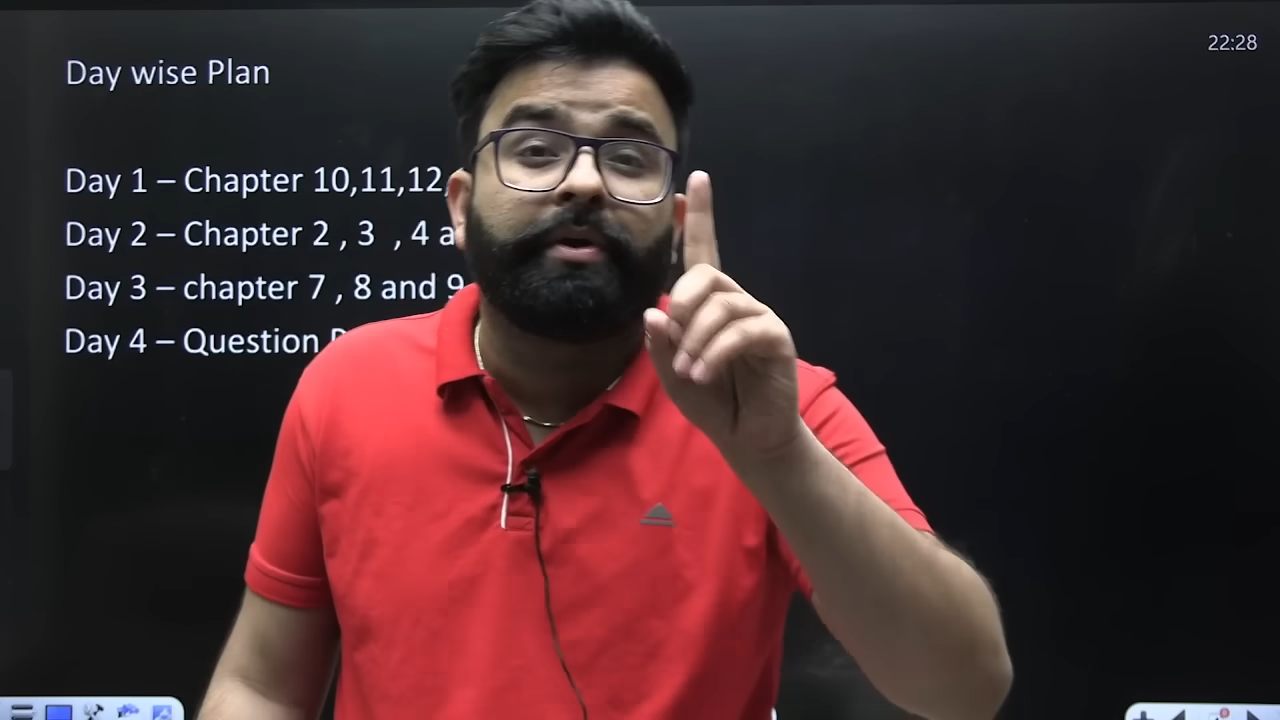 22:28
Day wise Plan
Day 1 – Chapter 10,11,12,
Day 2 – Chapter 2 , 3 , 4
Day 3 – chapter 7 , 8 and 9
Day 4 – Question